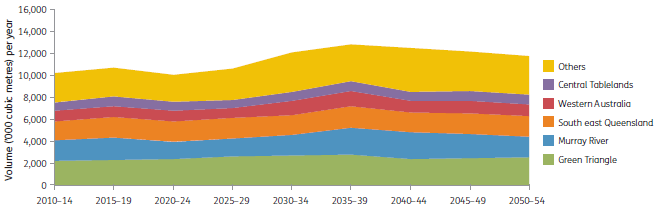 Volume ('000 cubic metres) per year
16,000
14,000
12,000
10,000
8,000
6,000
4,000
2,000
0
2010–14 2015–19 2020–24 2025–29 2030–34 2035–39 2040–44 2045–49 2050–54
Others
Central Tablelands
Western Australia
South east Queensland
Murray River
Green Triangle